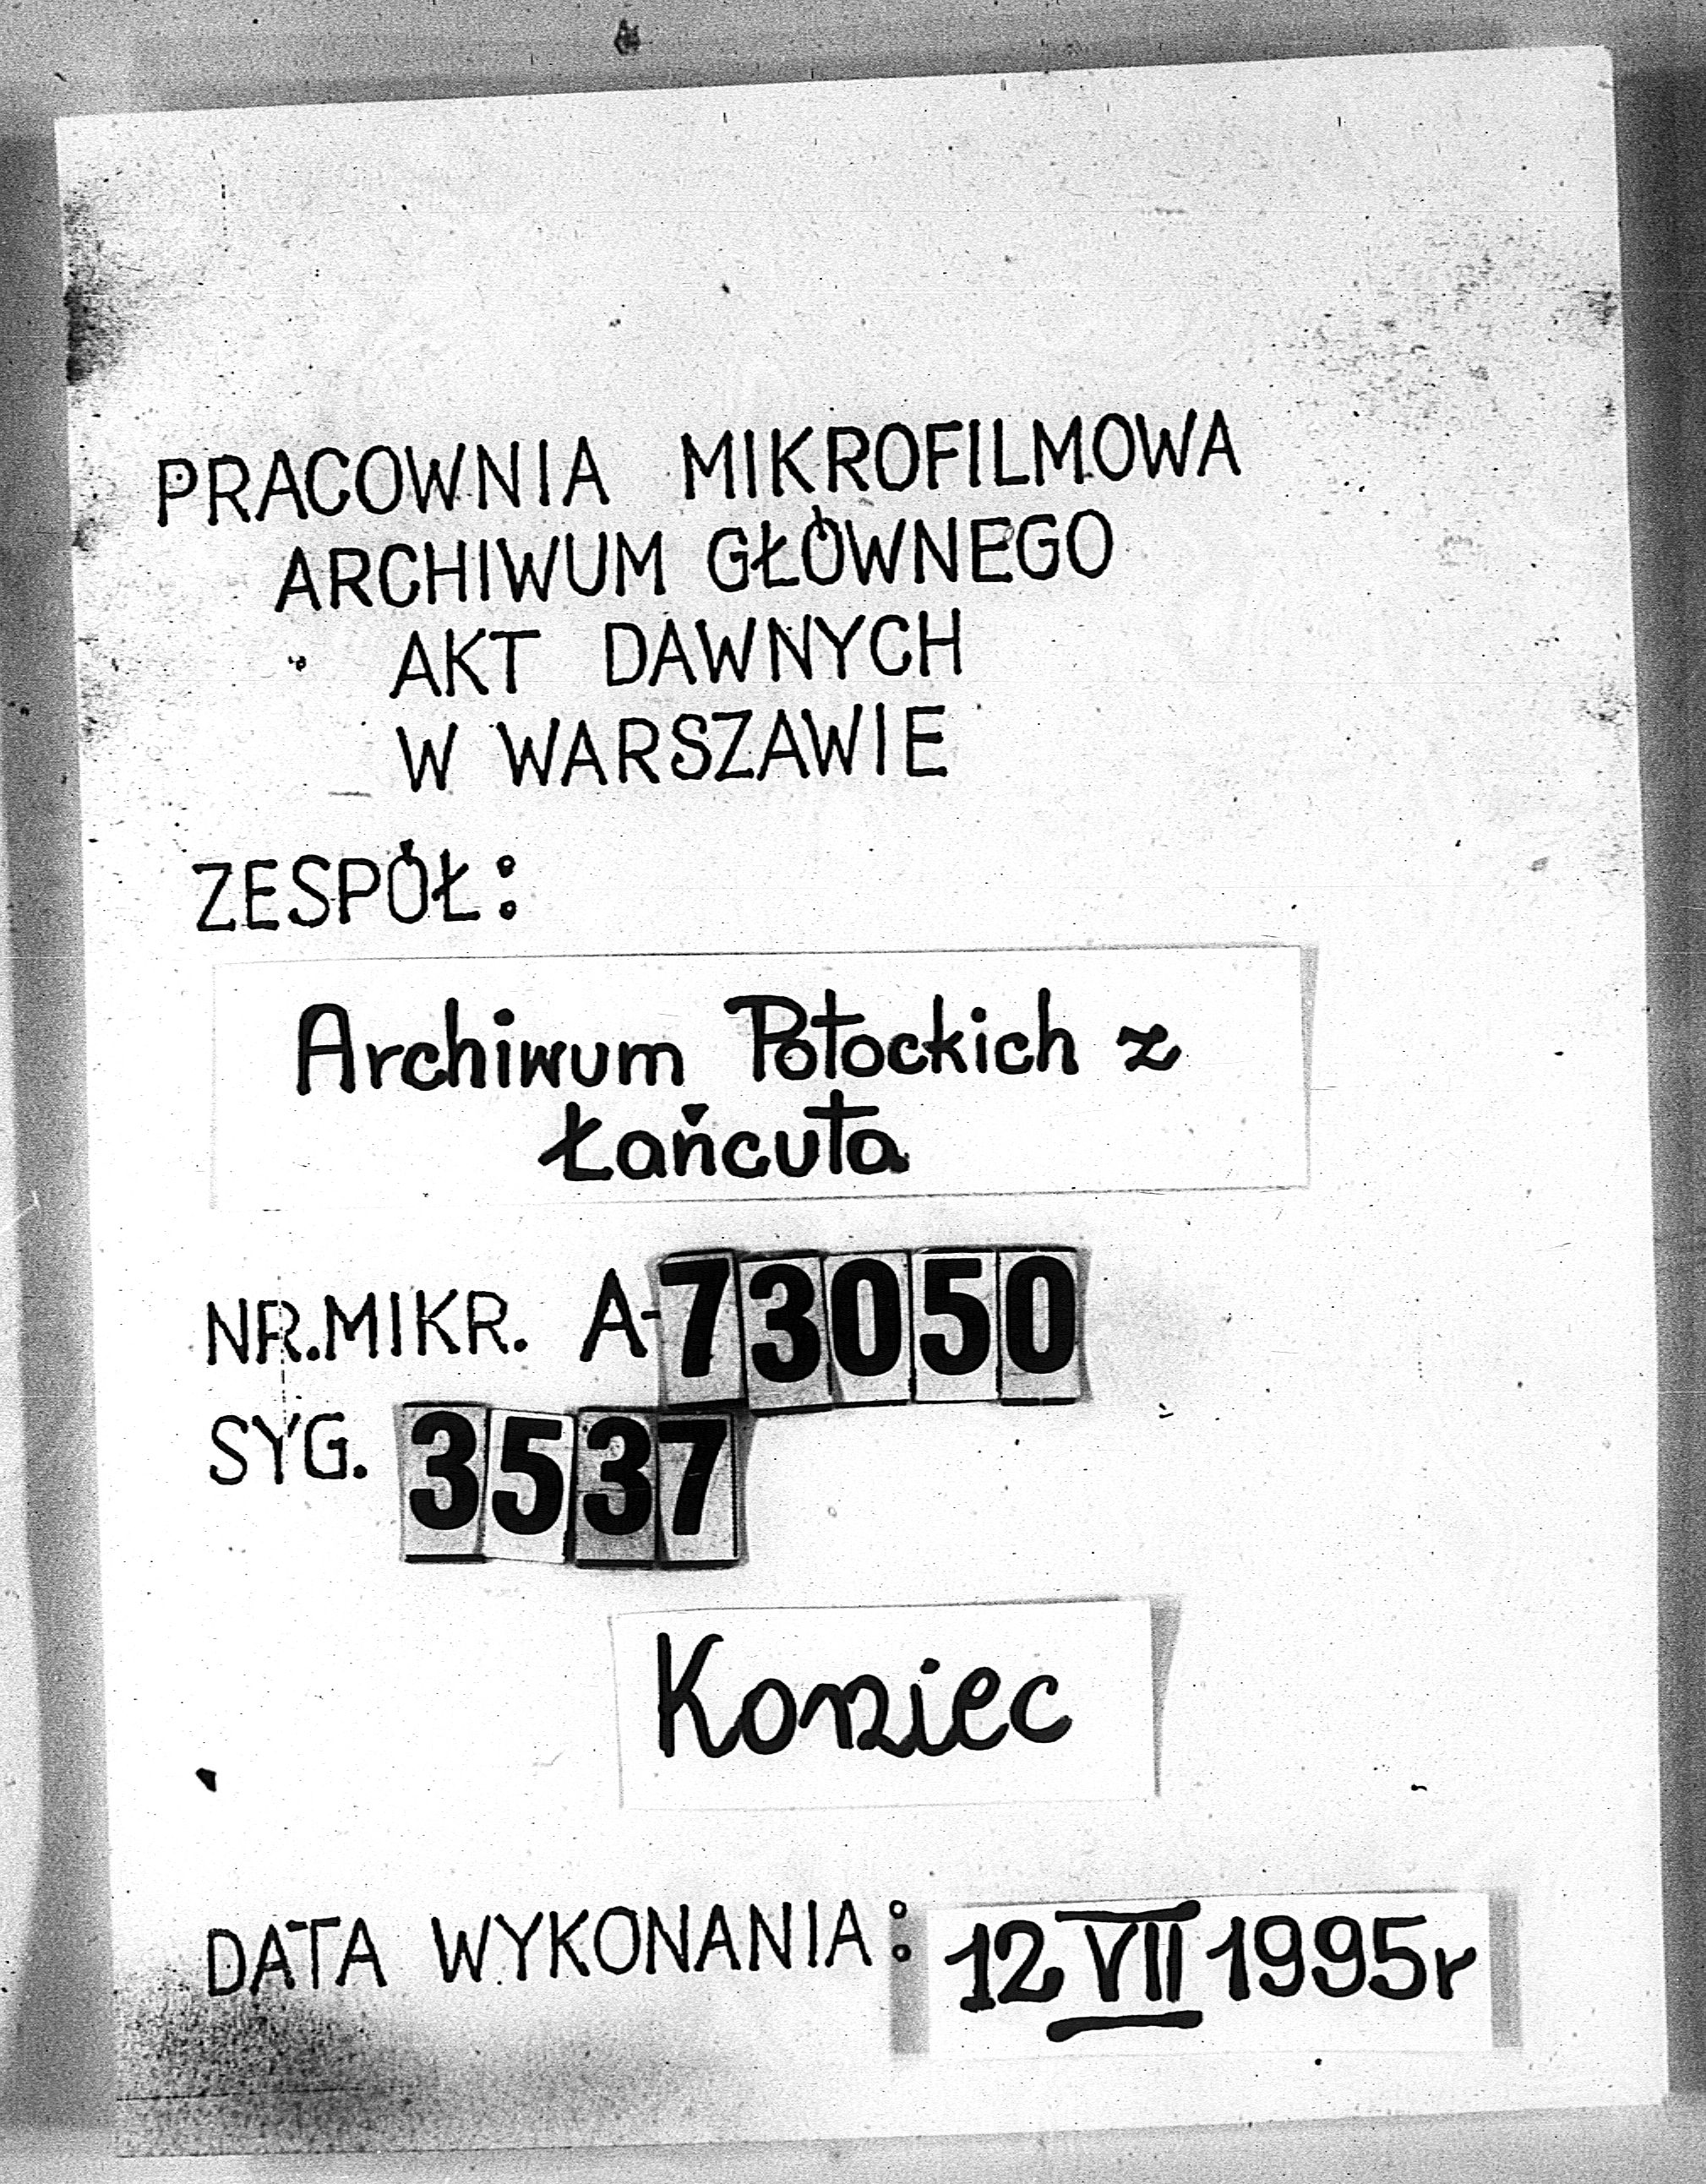 PRACOWNIA MIKROFILMOWA
ARCHIWUM GŁÓWNEGO
AKT DAWNYCH
W WARSZAWIE
ZESPÓŁ:
Archiwum Potockich z
Łańcuta
NR.MIKR. A-73050
SYG. 3537
Koniec
DATA WYKONANIA: 12 VII 1995r